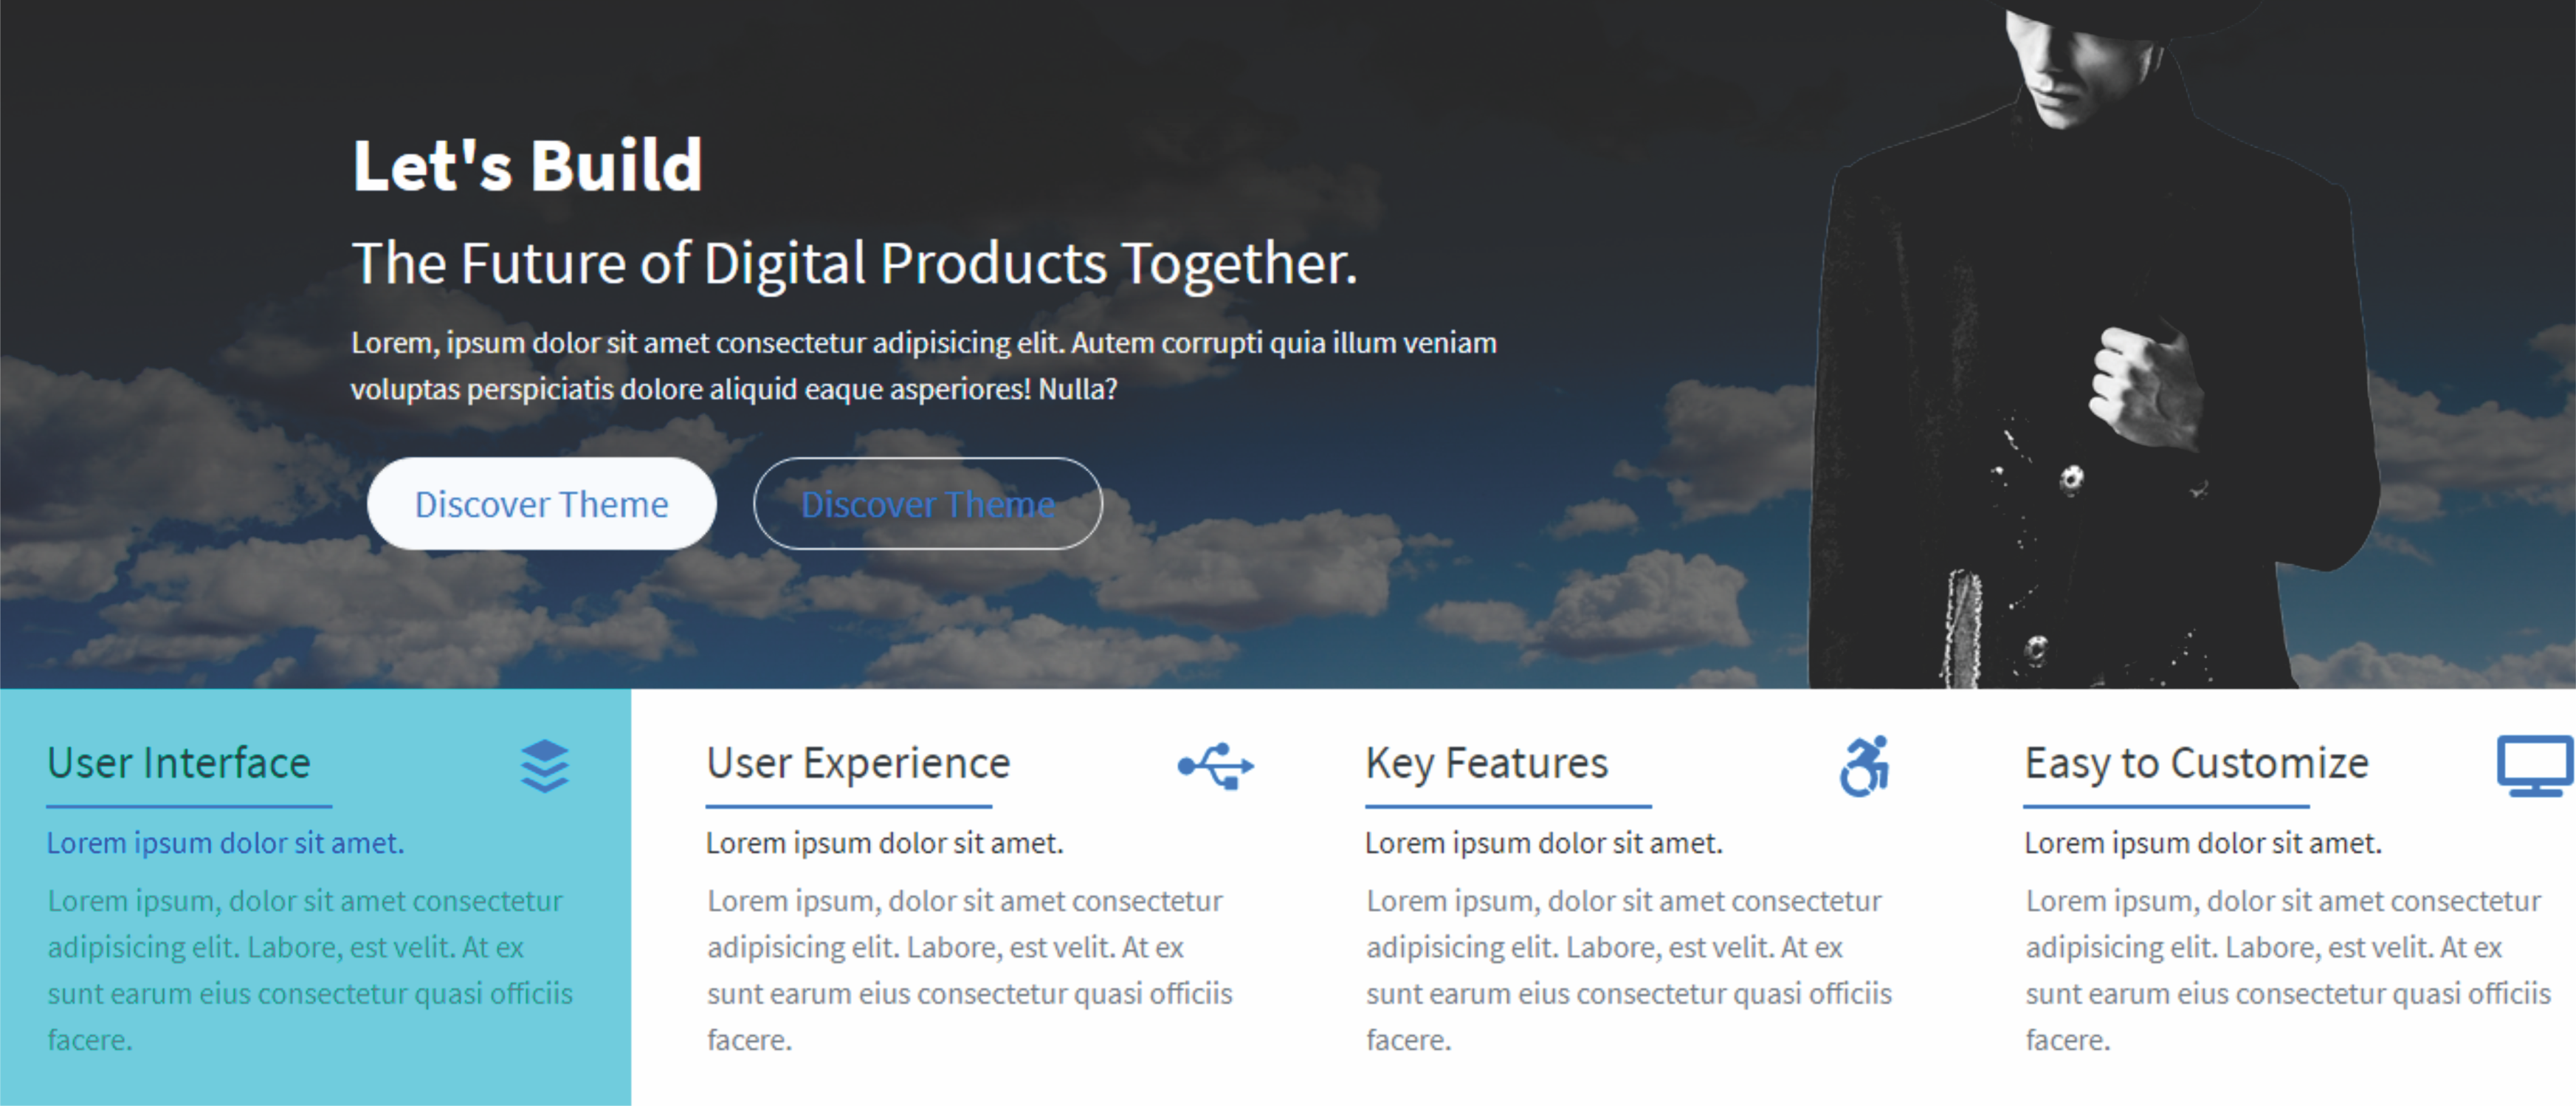 Let's Build
The Future of Digital Products Together.
Lorem, ipsum dolor sit amet consectetur adipisicing elit. Autem corrupti quia illum veniam
voluptas perspiciatis dolore aliquid eaque asperiores! Nulla?
Discover Theme
Discover Theme
User Interface
Lorem ipsum dolor sit amet.
Lorem ipsum, dolor sit amet consectetur
adipisicing elit. Labore, est velit. At ex
sunt earum eius consectetur quasi officiis
facere.
User Experience
Lorem ipsum dolor sit amet.
Lorem ipsum, dolor sit amet consectetur
adipisicing elit. Labore, est velit. At ex
sunt earum eius consectetur quasi officiis
facere.
Key Features
Lorem ipsum dolor sit amet.
Lorem ipsum, dolor sit amet consectetur
adipisicing elit. Labore, est velit. At ex
sunt earum eius consectetur quasi officiis
facere.
Easy to Customize
Lorem ipsum dolor sit amet.
Lorem ipsum, dolor sit amet consectetur
adipisicing elit. Labore, est velit. At ex
sunt earum eius consectetur quasi officiis
facere.